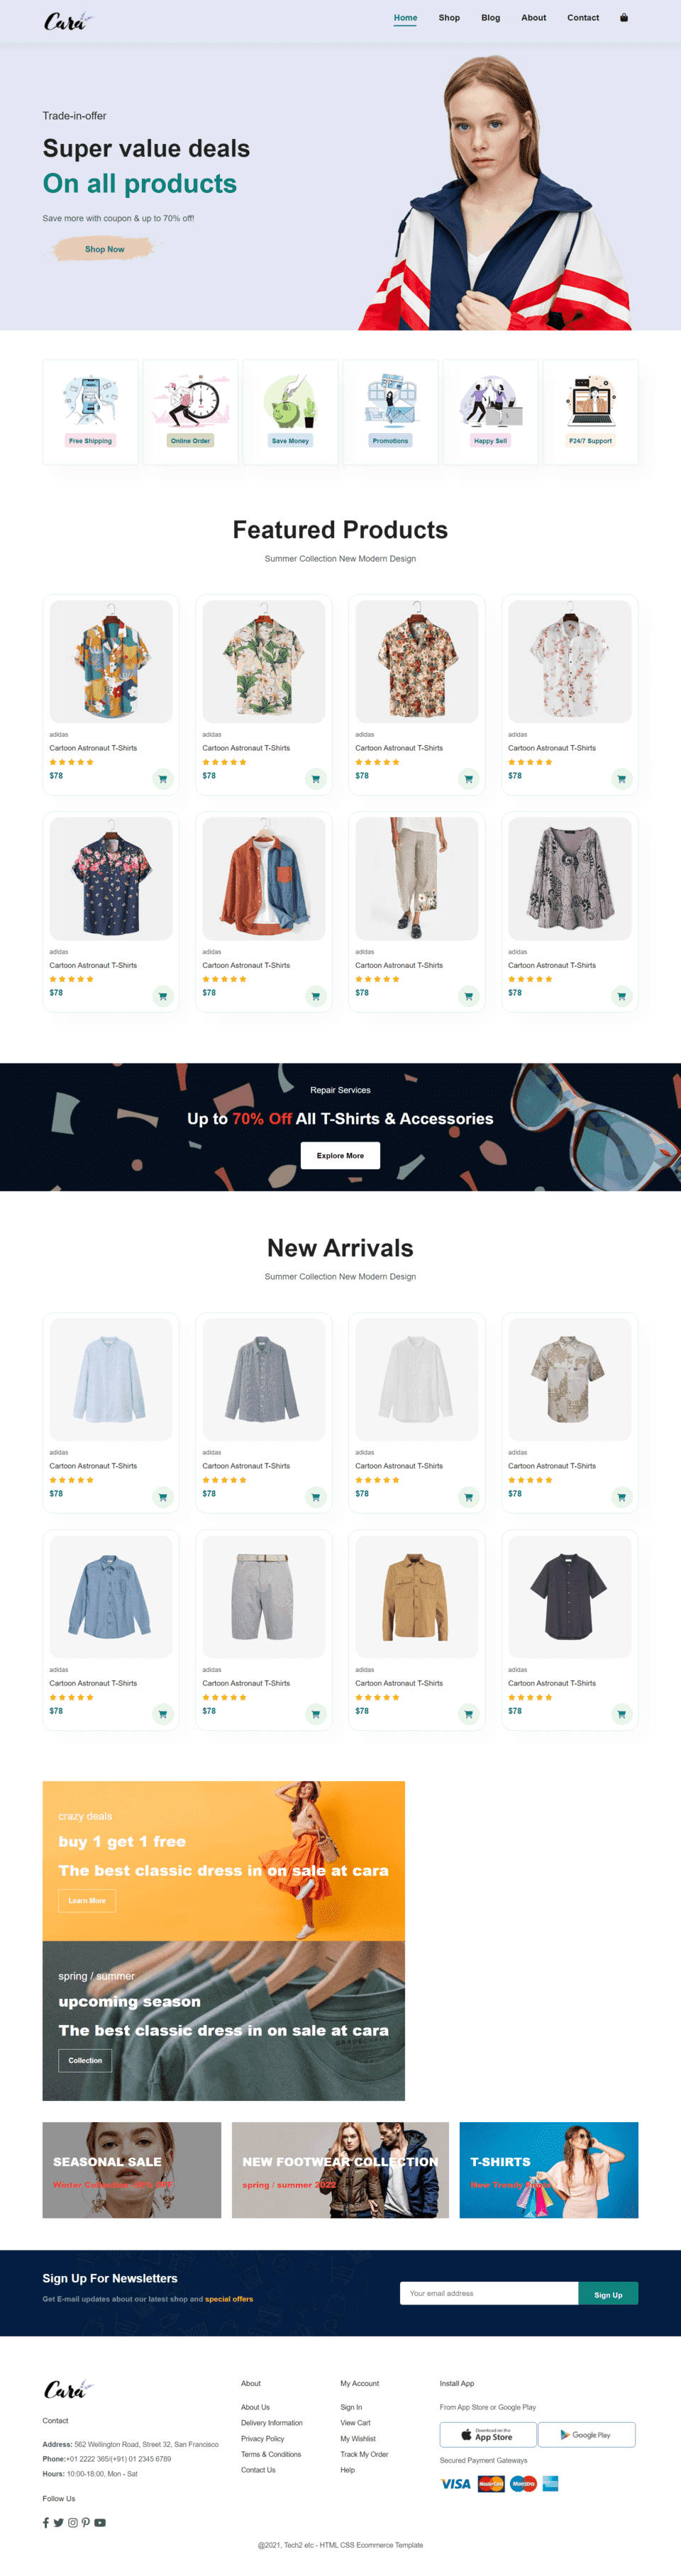 Cara
Home
Shop
Blog
About
Contact
Trade-in-offer
Super value deals
On all products
Save more with coupon & up to 70% off!
Shop Now
Free Shipping
Online Order
Save Money
Promotions
Happy Sell
F24/7 Support
Featured Products
Summer Collection New Modern Design
adidas
Cartoon Astronaut T-Shirts
$78
adidas
Cartoon Astronaut T-Shirts
$78
adidas
Cartoon Astronaut T-Shirts
$78
adidas
Cartoon Astronaut T-Shirts
$78
adidas
Cartoon Astronaut T-Shirts
$78
adidas
Cartoon Astronaut T-Shirts
$78
adidas
Cartoon Astronaut T-Shirts
$78
adidas
Cartoon Astronaut T-Shirts
$78
Repair Services
Up to 70% Off All T-Shirts & Accessories
Explore More
New Arrivals
Summer Collection New Modern Design
adidas
Cartoon Astronaut T-Shirts
$78
adidas
Cartoon Astronaut T-Shirts
$78
adidas
Cartoon Astronaut T-Shirts
$78
adidas
Cartoon Astronaut T-Shirts
$78
adidas
Cartoon Astronaut T-Shirts
$78
adidas
Cartoon Astronaut T-Shirts
$78
adidas
Cartoon Astronaut T-Shirts
$78
adidas
Cartoon Astronaut T-Shirts
$78
crazy deals
buy 1 get 1 free
The best classic dress in on sale at cara
Learn More
spring / summer
upcoming season
The best classic dress in on sale at cara
Collection
SEASONAL SALE
Winter Collection
NEW FOOTWEAR COLLECTION
spring / summer 2022
T-SHIRTS
New Trendy
Sign Up For Newsletters
Get E-mail updates about our latest shop and special offers
Your email address
Sign Up
Cara
Contact
Address: 562 Wellington Road, Street 32, San Francisco
Phone:+01 2222 365/(+91) 01 2345 6789
Hours: 10:00-18:00, Mon - Sat
Follow Us
About
About Us
Delivery Information
Privacy Policy
Terms & Conditions
Contact Us
My Account
Sign In
View Cart
My Wishlist
Track My Order
Help
Install App
From App Store or Google Play
Download on the
App Store
Google Play
Secured Payment Gateways
VISA
MasterCard
Maestro
@2021, Tech2 etc - HTML CSS Ecommerce Template